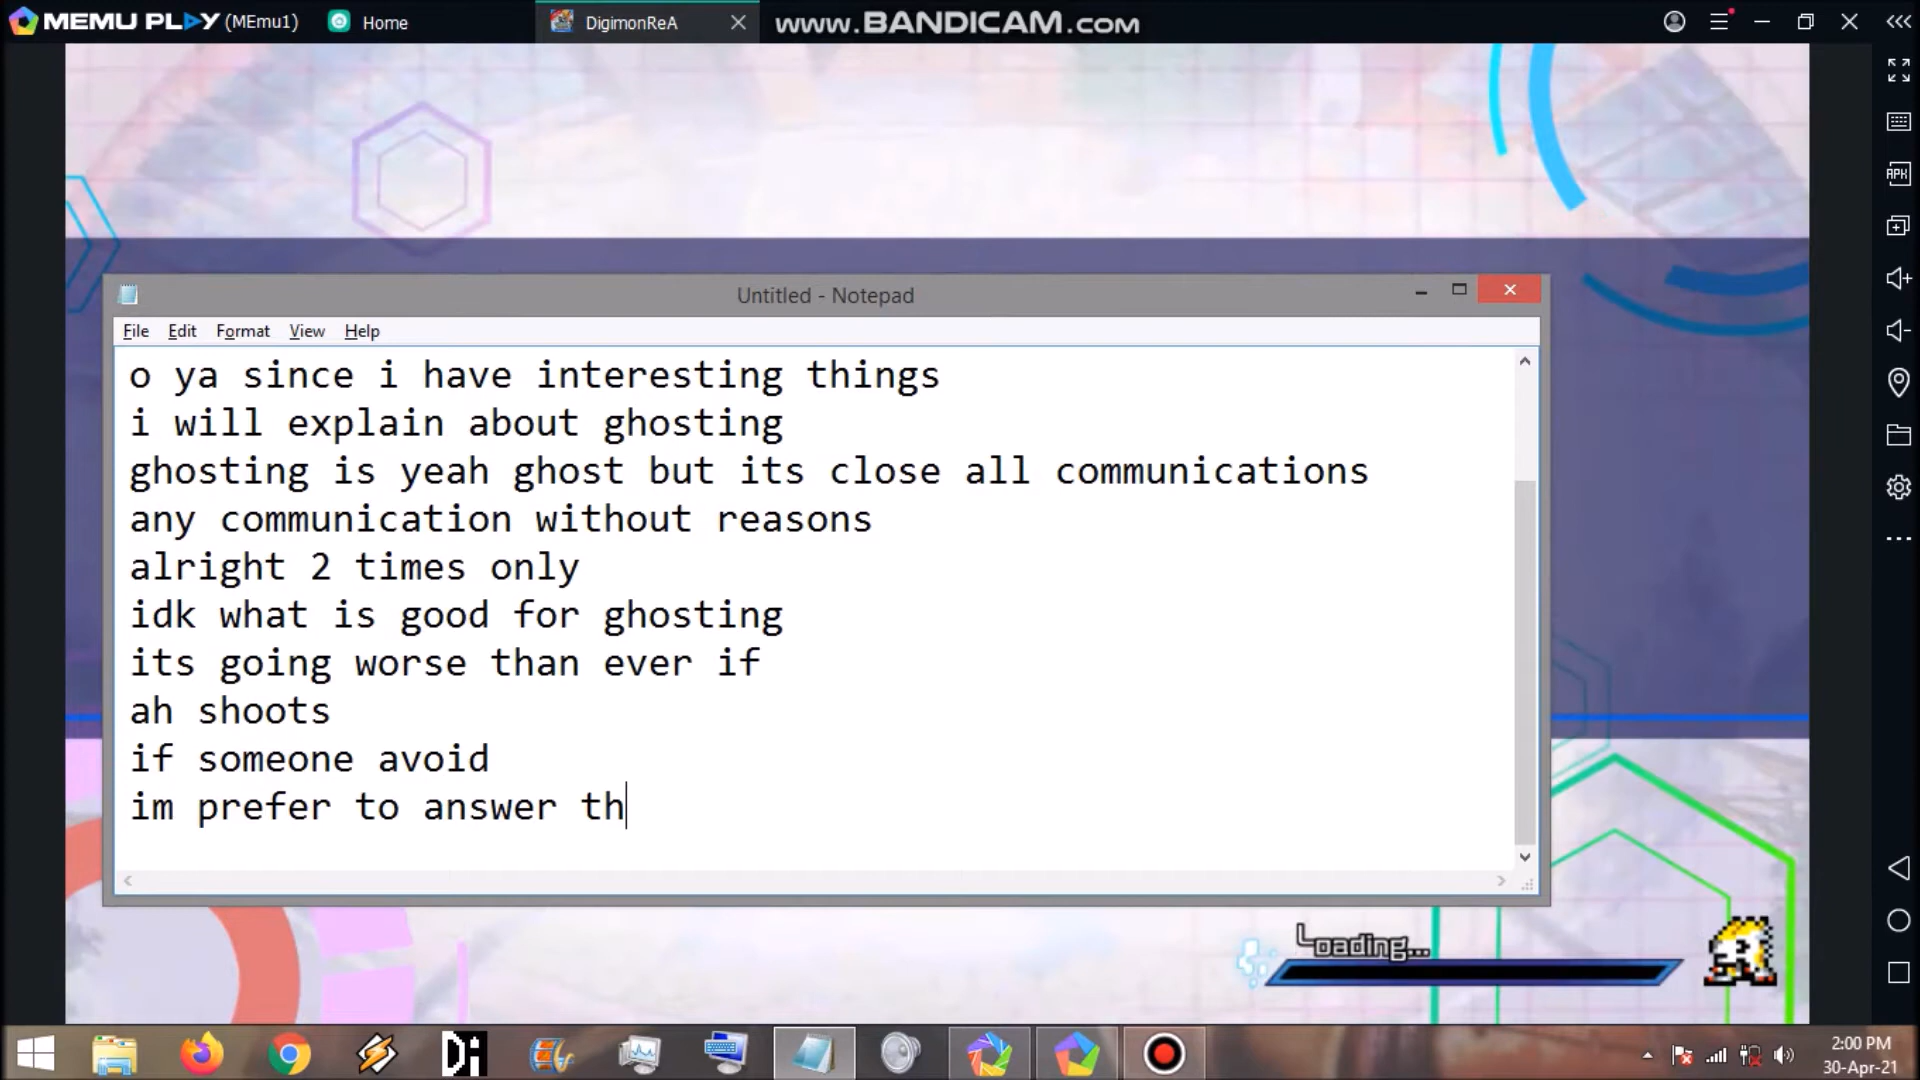 MEMU PLAY (MEmu1)
Home
DigimonReA
www.BANDICAM.com
Untitled - Notepad
File Edit Format View Help
o ya since i have interesting things
i will explain about ghosting
ghosting is yeah ghost but its close all communications
any communication without reasons
alright 2 times only
idk what is good for ghosting
its going worse than ever if
ah shoots
if someone avoid
im prefer to answer th
Loading...
APK
Di
2:00 PM
30-Apr-21